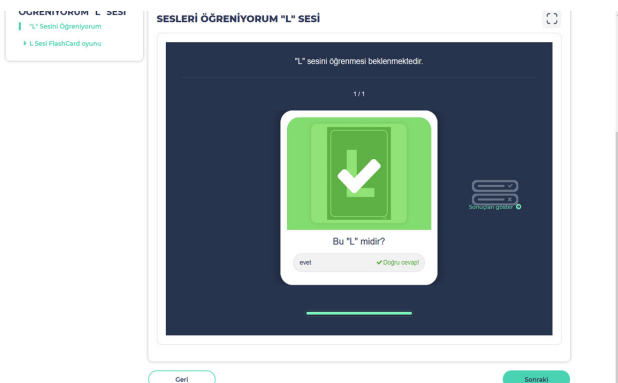 ÖĞRENİYORUM "L" SESİ
"L" Sesini Öğreniyorum
L Sesi FlashCard oyunu
SESLERİ ÖĞRENİYORUM "L" SESİ
"L" sesini öğrenmesi beklenmektedir.
1 / 1
L
Bu "L" midir?
evet
Doğru cevap!
Sonuçları göster
Geri
Sonraki